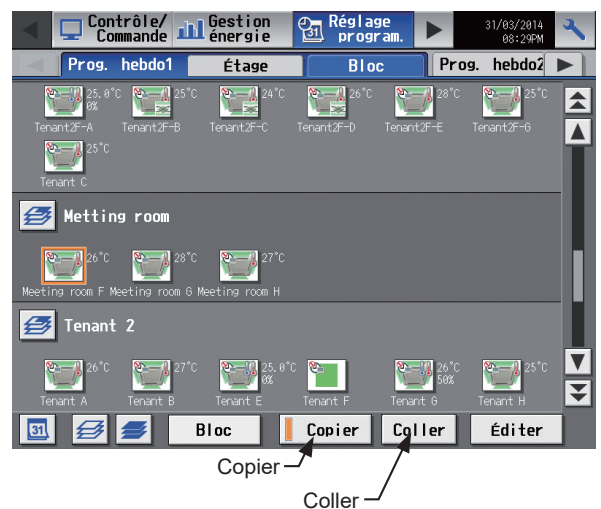 Contrôle/ Commande
Gestion énergie
31
Réglage program.
31/03/2014
08:29PM
Prog. hebdo1
Étage
Bloc
Prog. hebdo2
25.0°C 0% 25°C 24°C 26°C 28°C 25°C
Tenant2F-A Tenant2F-B Tenant2F-C Tenant2F-D Tenant2F-E Tenant2F-G
25°C
Tenant C
Metting room
26°C 28°C 27°C
Meeting room F Meeting room G Meeting room H
Tenant 2
26°C 27°C 25.0°C 0% 26°C 50% 25°C
Tenant A Tenant B Tenant E Tenant F Tenant G Tenant H
31 Bloc Copier Coller Éditer
Copier
Coller